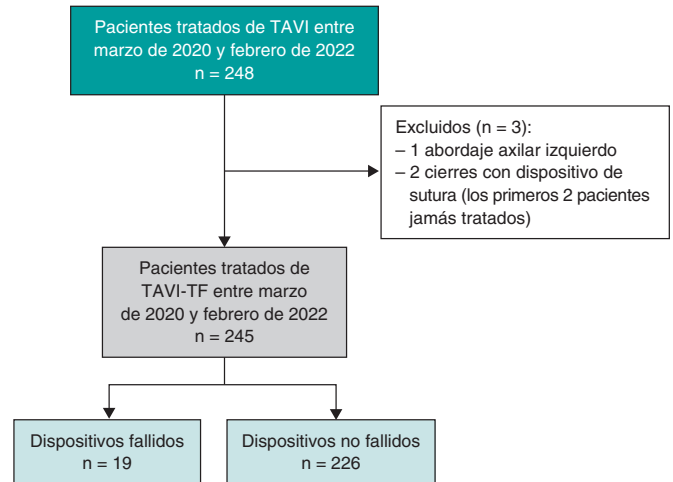 Pacientes tratados de TAVI entre
marzo de 2020 y febrero de 2022
n = 248
Excluidos (n = 3):
– 1 abordaje axilar izquierdo
– 2 cierres con dispositivo de
sutura (los primeros 2 pacientes
jamás tratados)
Pacientes tratados de
TAVI-TF entre marzo
de 2020 y febrero de 2022
n = 245
Dispositivos fallidos
n = 19
Dispositivos no fallidos
n = 226